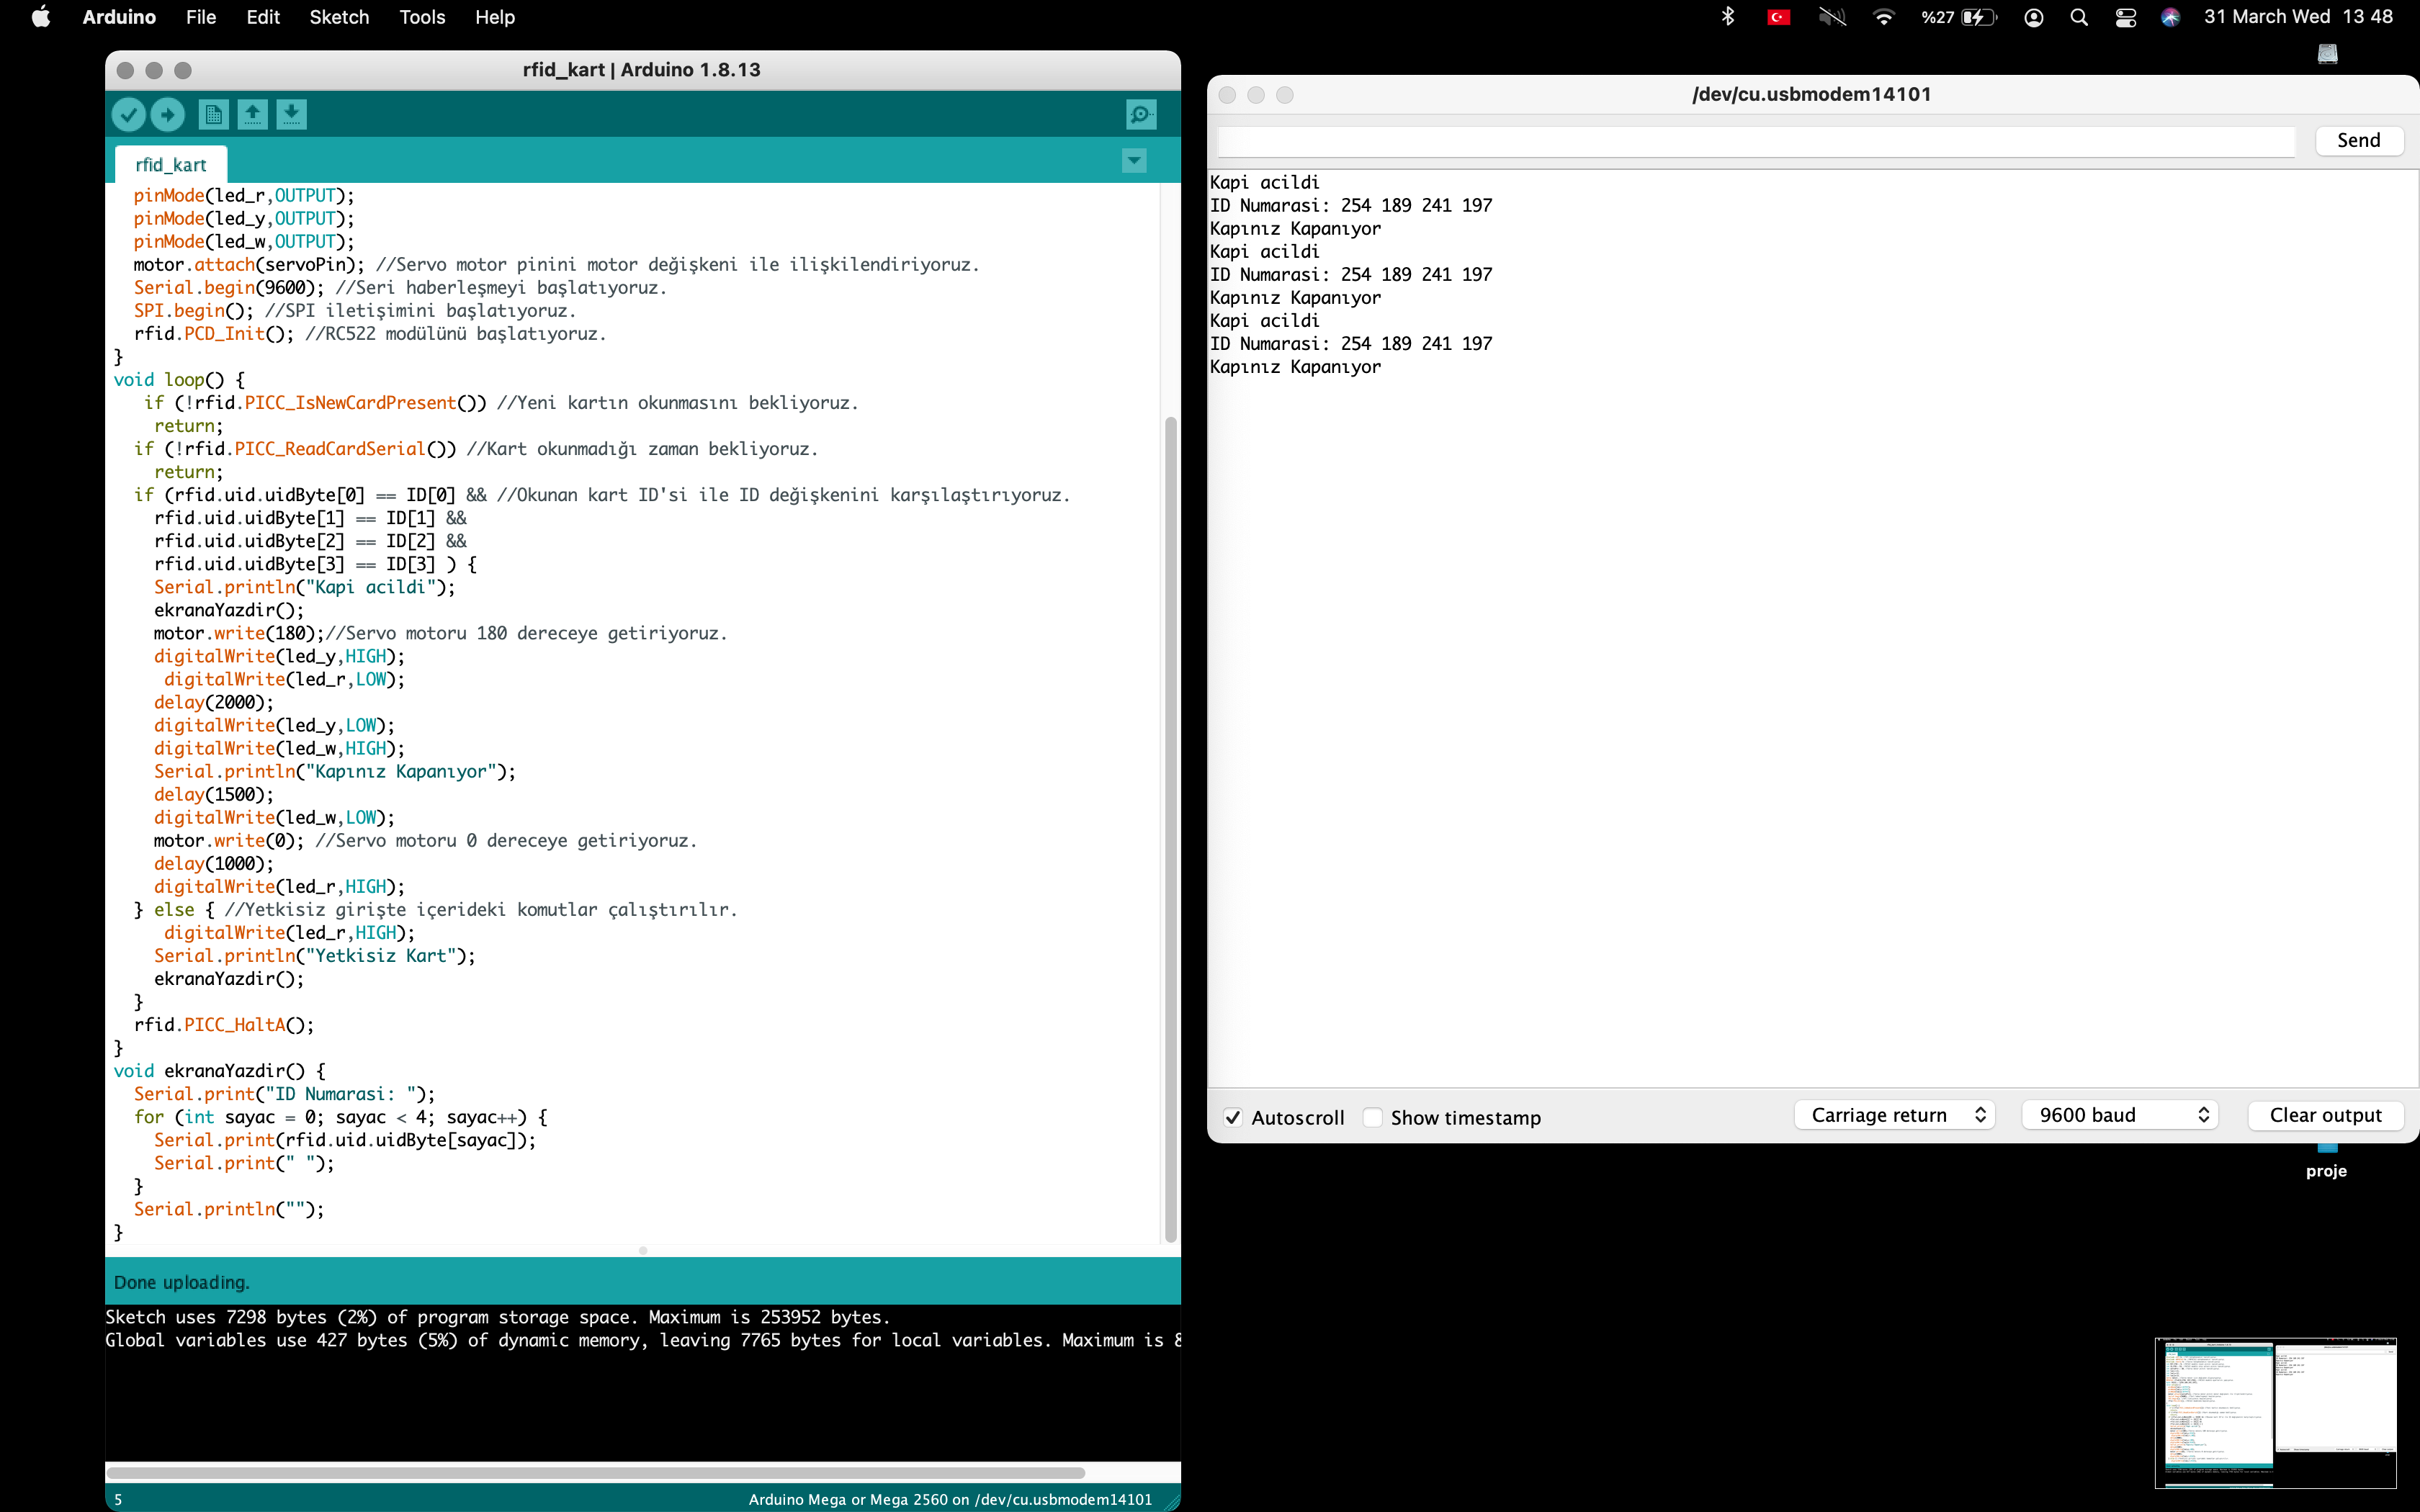 Arduino File Edit Sketch Tools Help
%27 31 March Wed 13 48
rfid_kart | Arduino 1.8.13
rfid_kart
pinMode(led_r,OUTPUT);
pinMode(led_y,OUTPUT);
pinMode(led_w,OUTPUT);
motor.attach(servoPin); //Servo motor pinini motor değişkeni ile ilişkilendiriyoruz.
Serial.begin(9600); //Seri haberleşmeyi başlatıyoruz.
SPI.begin(); //SPI iletişimini başlatıyoruz.
rfid.PCD_Init(); //RC522 modülünü başlatıyoruz.
}
void loop() {
if (!rfid.PICC_IsNewCardPresent()) //Yeni kartın okunmasını bekliyoruz.
return;
if (!rfid.PICC_ReadCardSerial()) //Kart okunmadığı zaman bekliyoruz.
return;
if (rfid.uid.uidByte[0] == ID[0] && //Okunan kart ID'si ile ID değişkenini karşılaştırıyoruz.
rfid.uid.uidByte[1] == ID[1] &&
rfid.uid.uidByte[2] == ID[2] &&
rfid.uid.uidByte[3] == ID[3] ) {
Serial.println("Kapi acildi");
ekranaYazdir();
motor.write(180);//Servo motoru 180 dereceye getiriyoruz.
digitalWrite(led_y,HIGH);
digitalWrite(led_r,LOW);
delay(2000);
digitalWrite(led_y,LOW);
digitalWrite(led_w,HIGH);
Serial.println("Kapınız Kapanıyor");
delay(1500);
digitalWrite(led_w,LOW);
motor.write(0); //Servo motoru 0 dereceye getiriyoruz.
delay(1000);
digitalWrite(led_r,HIGH);
} else { //Yetkisiz girişte içerideki komutlar çalıştırılır.
digitalWrite(led_r,HIGH);
Serial.println("Yetkisiz Kart");
ekranaYazdir();
}
rfid.PICC_HaltA();
}
void ekranaYazdir() {
Serial.print("ID Numarasi: ");
for (int sayac = 0; sayac < 4; sayac++) {
Serial.print(rfid.uid.uidByte[sayac]);
Serial.print(" ");
}
Serial.println("");
}
Done uploading.
Sketch uses 7298 bytes (2%) of program storage space. Maximum is 253952 bytes.
Global variables use 427 bytes (5%) of dynamic memory, leaving 7765 bytes for local variables. Maximum is 8
5 Arduino Mega or Mega 2560 on /dev/cu.usbmodem14101
/dev/cu.usbmodem14101
Send
Kapi acildi
ID Numarasi: 254 189 241 197
Kapınız Kapanıyor
Kapi acildi
ID Numarasi: 254 189 241 197
Kapınız Kapanıyor
Kapi acildi
ID Numarasi: 254 189 241 197
Kapınız Kapanıyor
Autoscroll Show timestamp Carriage return 9600 baud Clear output
proje